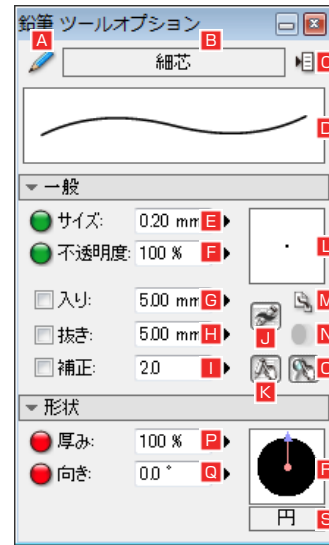 鉛筆 ツールオプション
A
B
細芯
C
D
一般
サイズ: 0.20 mm E
不透明度: 100 % F
L
入り: 5.00 mm G
M
抜き: 5.00 mm H
J
N
補正: 2.0 I
K
O
形状
厚み: 100 % P
向き: 0.0 ° Q
R
円 S